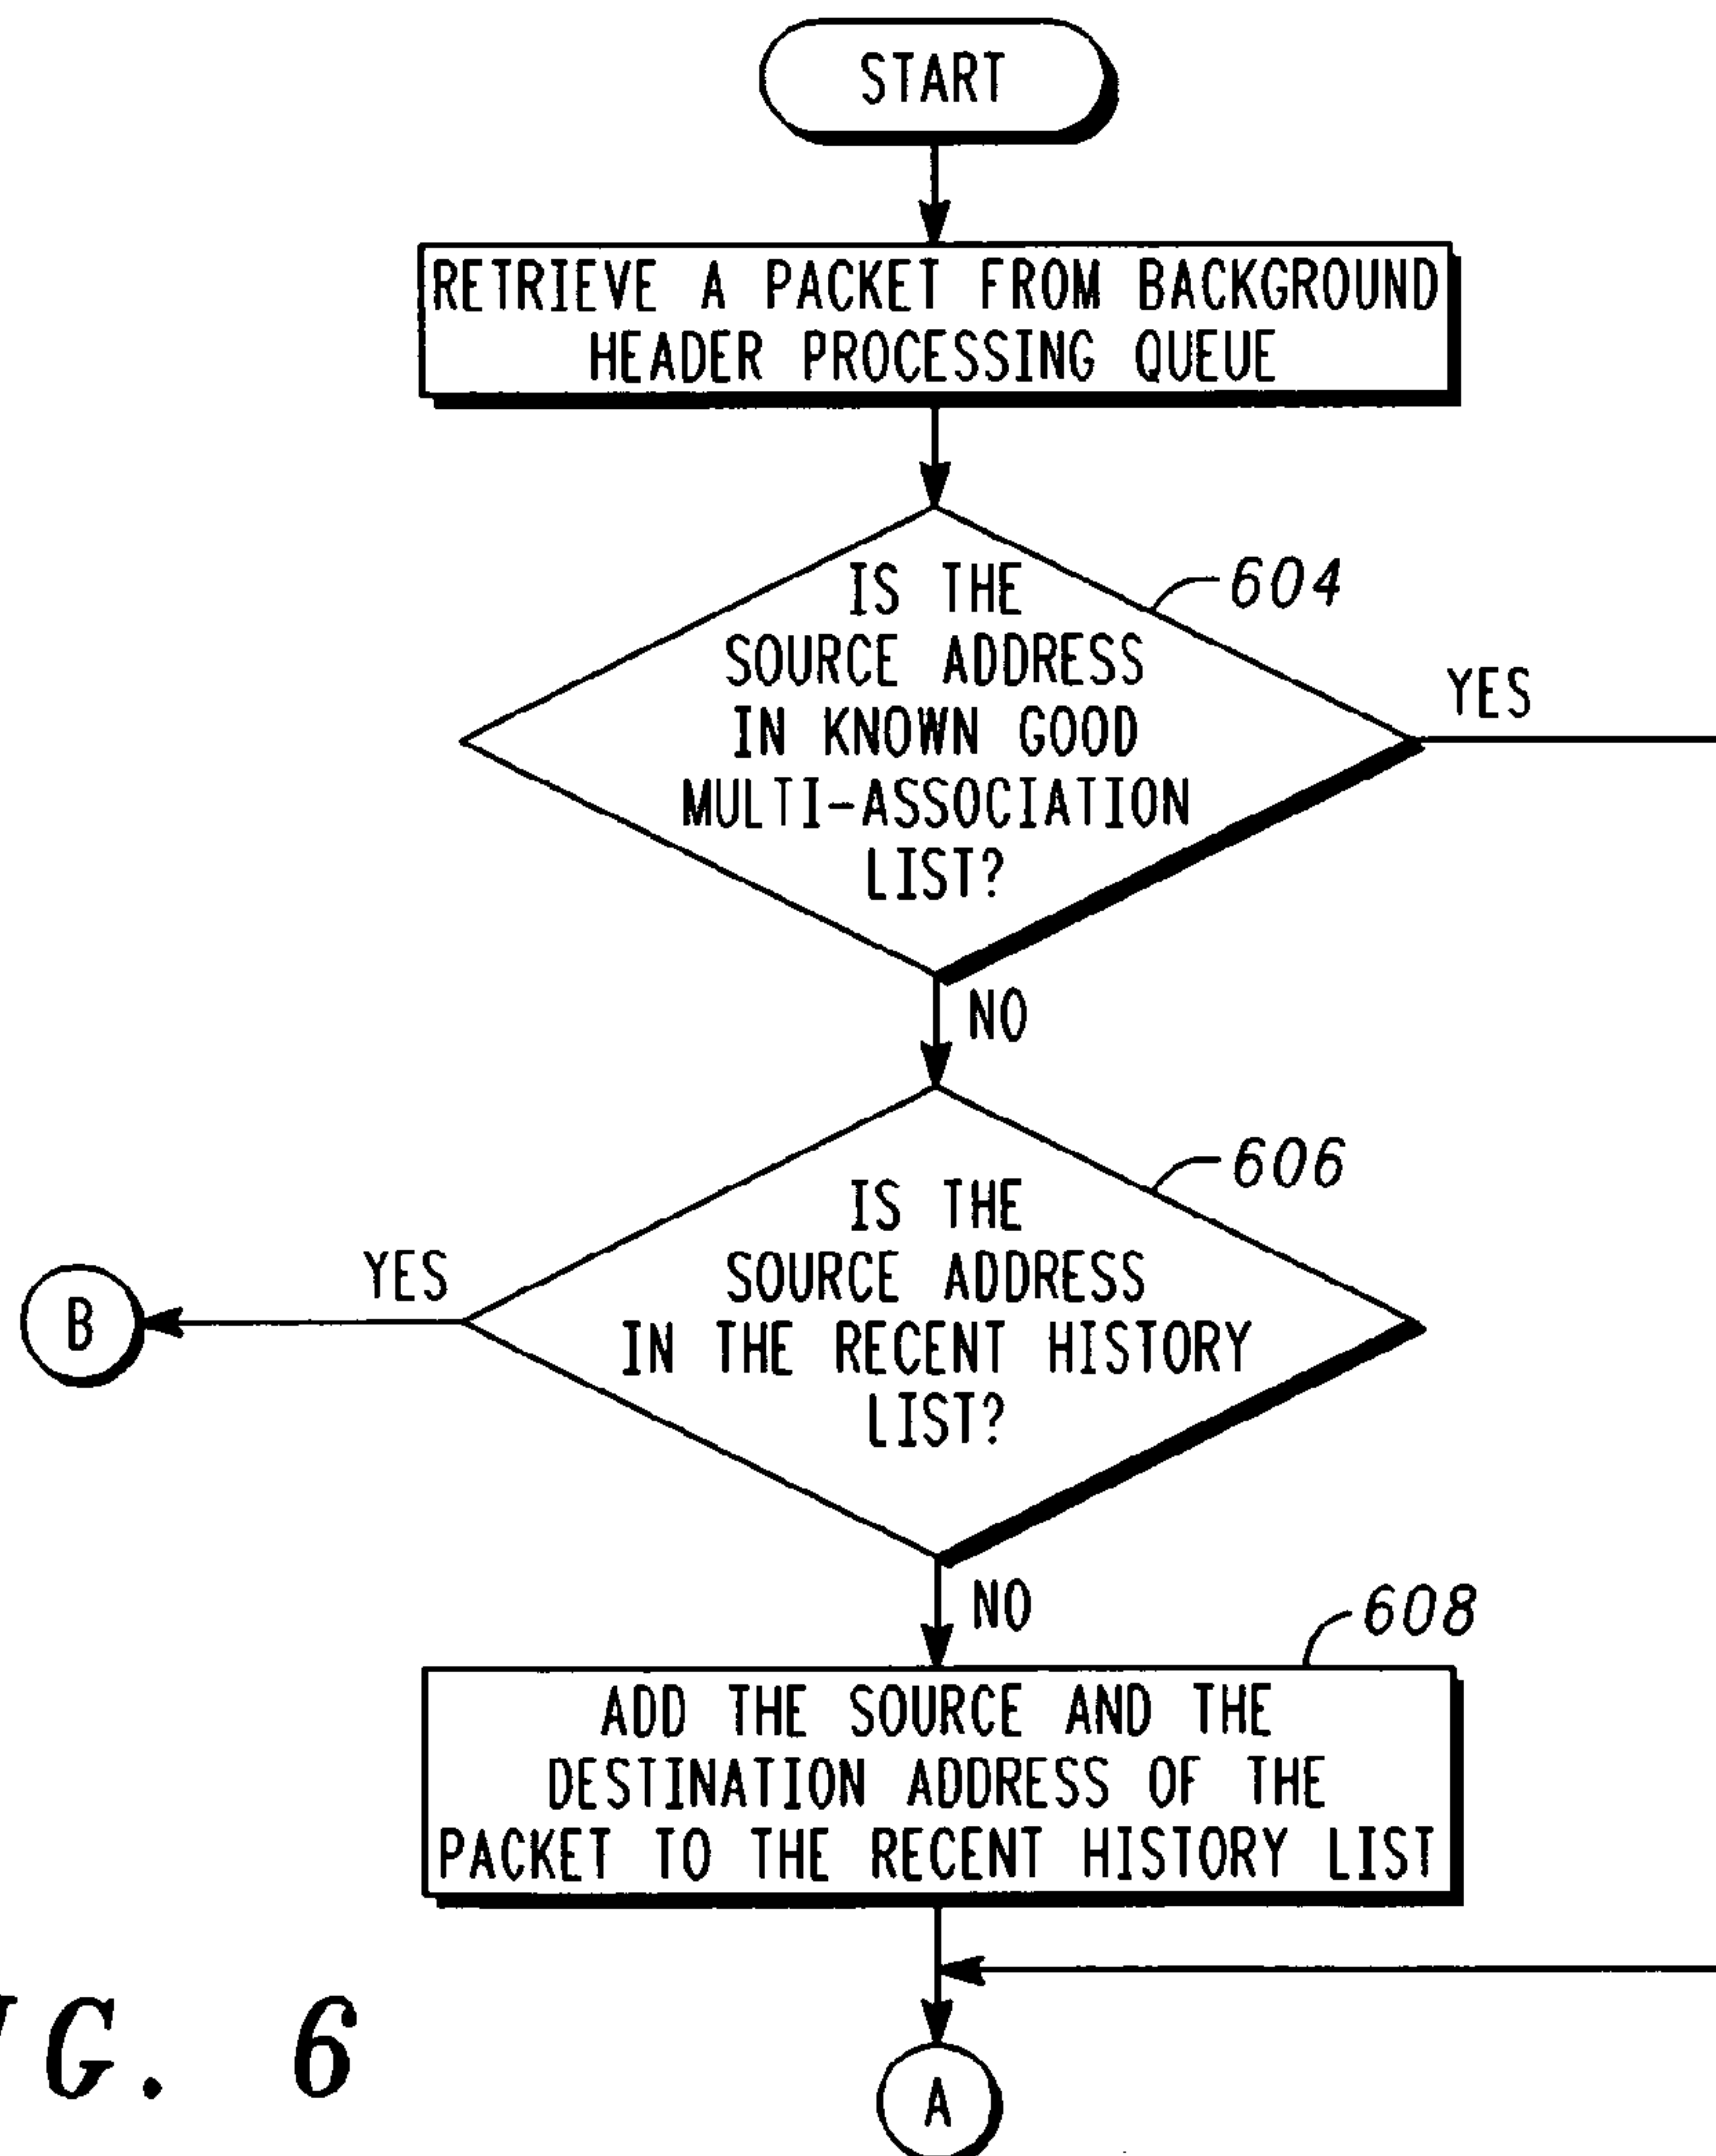 START
RETRIEVE A PACKET FROM BACKGROUND
HEADER PROCESSING QUEUE
IS THE
SOURCE ADDRESS
IN KNOWN GOOD
MULTI-ASSOCIATION
LIST?
604
YES
NO
IS THE
SOURCE ADDRESS
IN THE RECENT HISTORY
LIST?
606
YES
B
NO
608
ADD THE SOURCE AND THE
DESTINATION ADDRESS OF THE
PACKET TO THE RECENT HISTORY LIST
G. 6
A